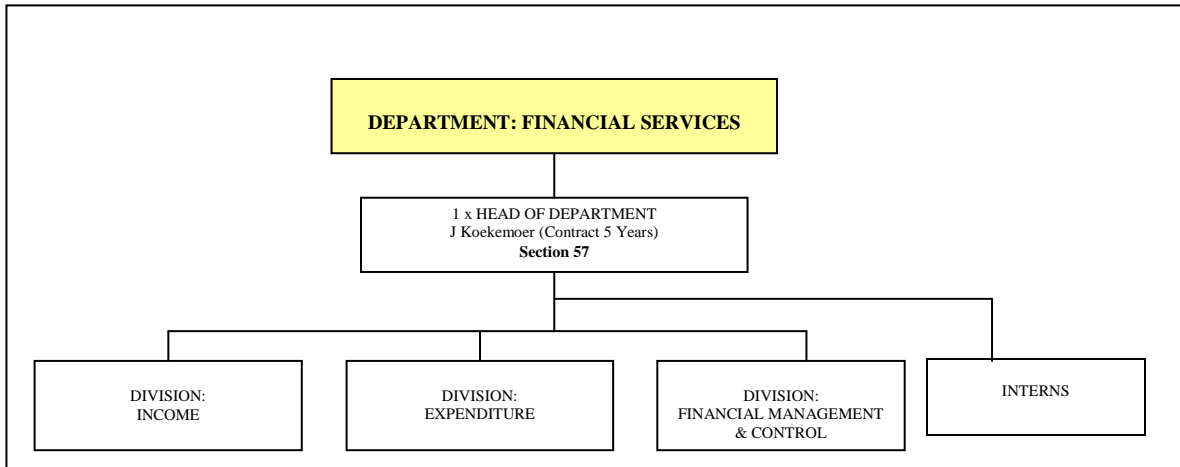 DEPARTMENT: FINANCIAL SERVICES
1 x HEAD OF DEPARTMENT
J Koekemoer (Contract 5 Years)
Section 57
DIVISION:
INCOME
DIVISION:
EXPENDITURE
DIVISION:
FINANCIAL MANAGEMENT
& CONTROL
INTERNS